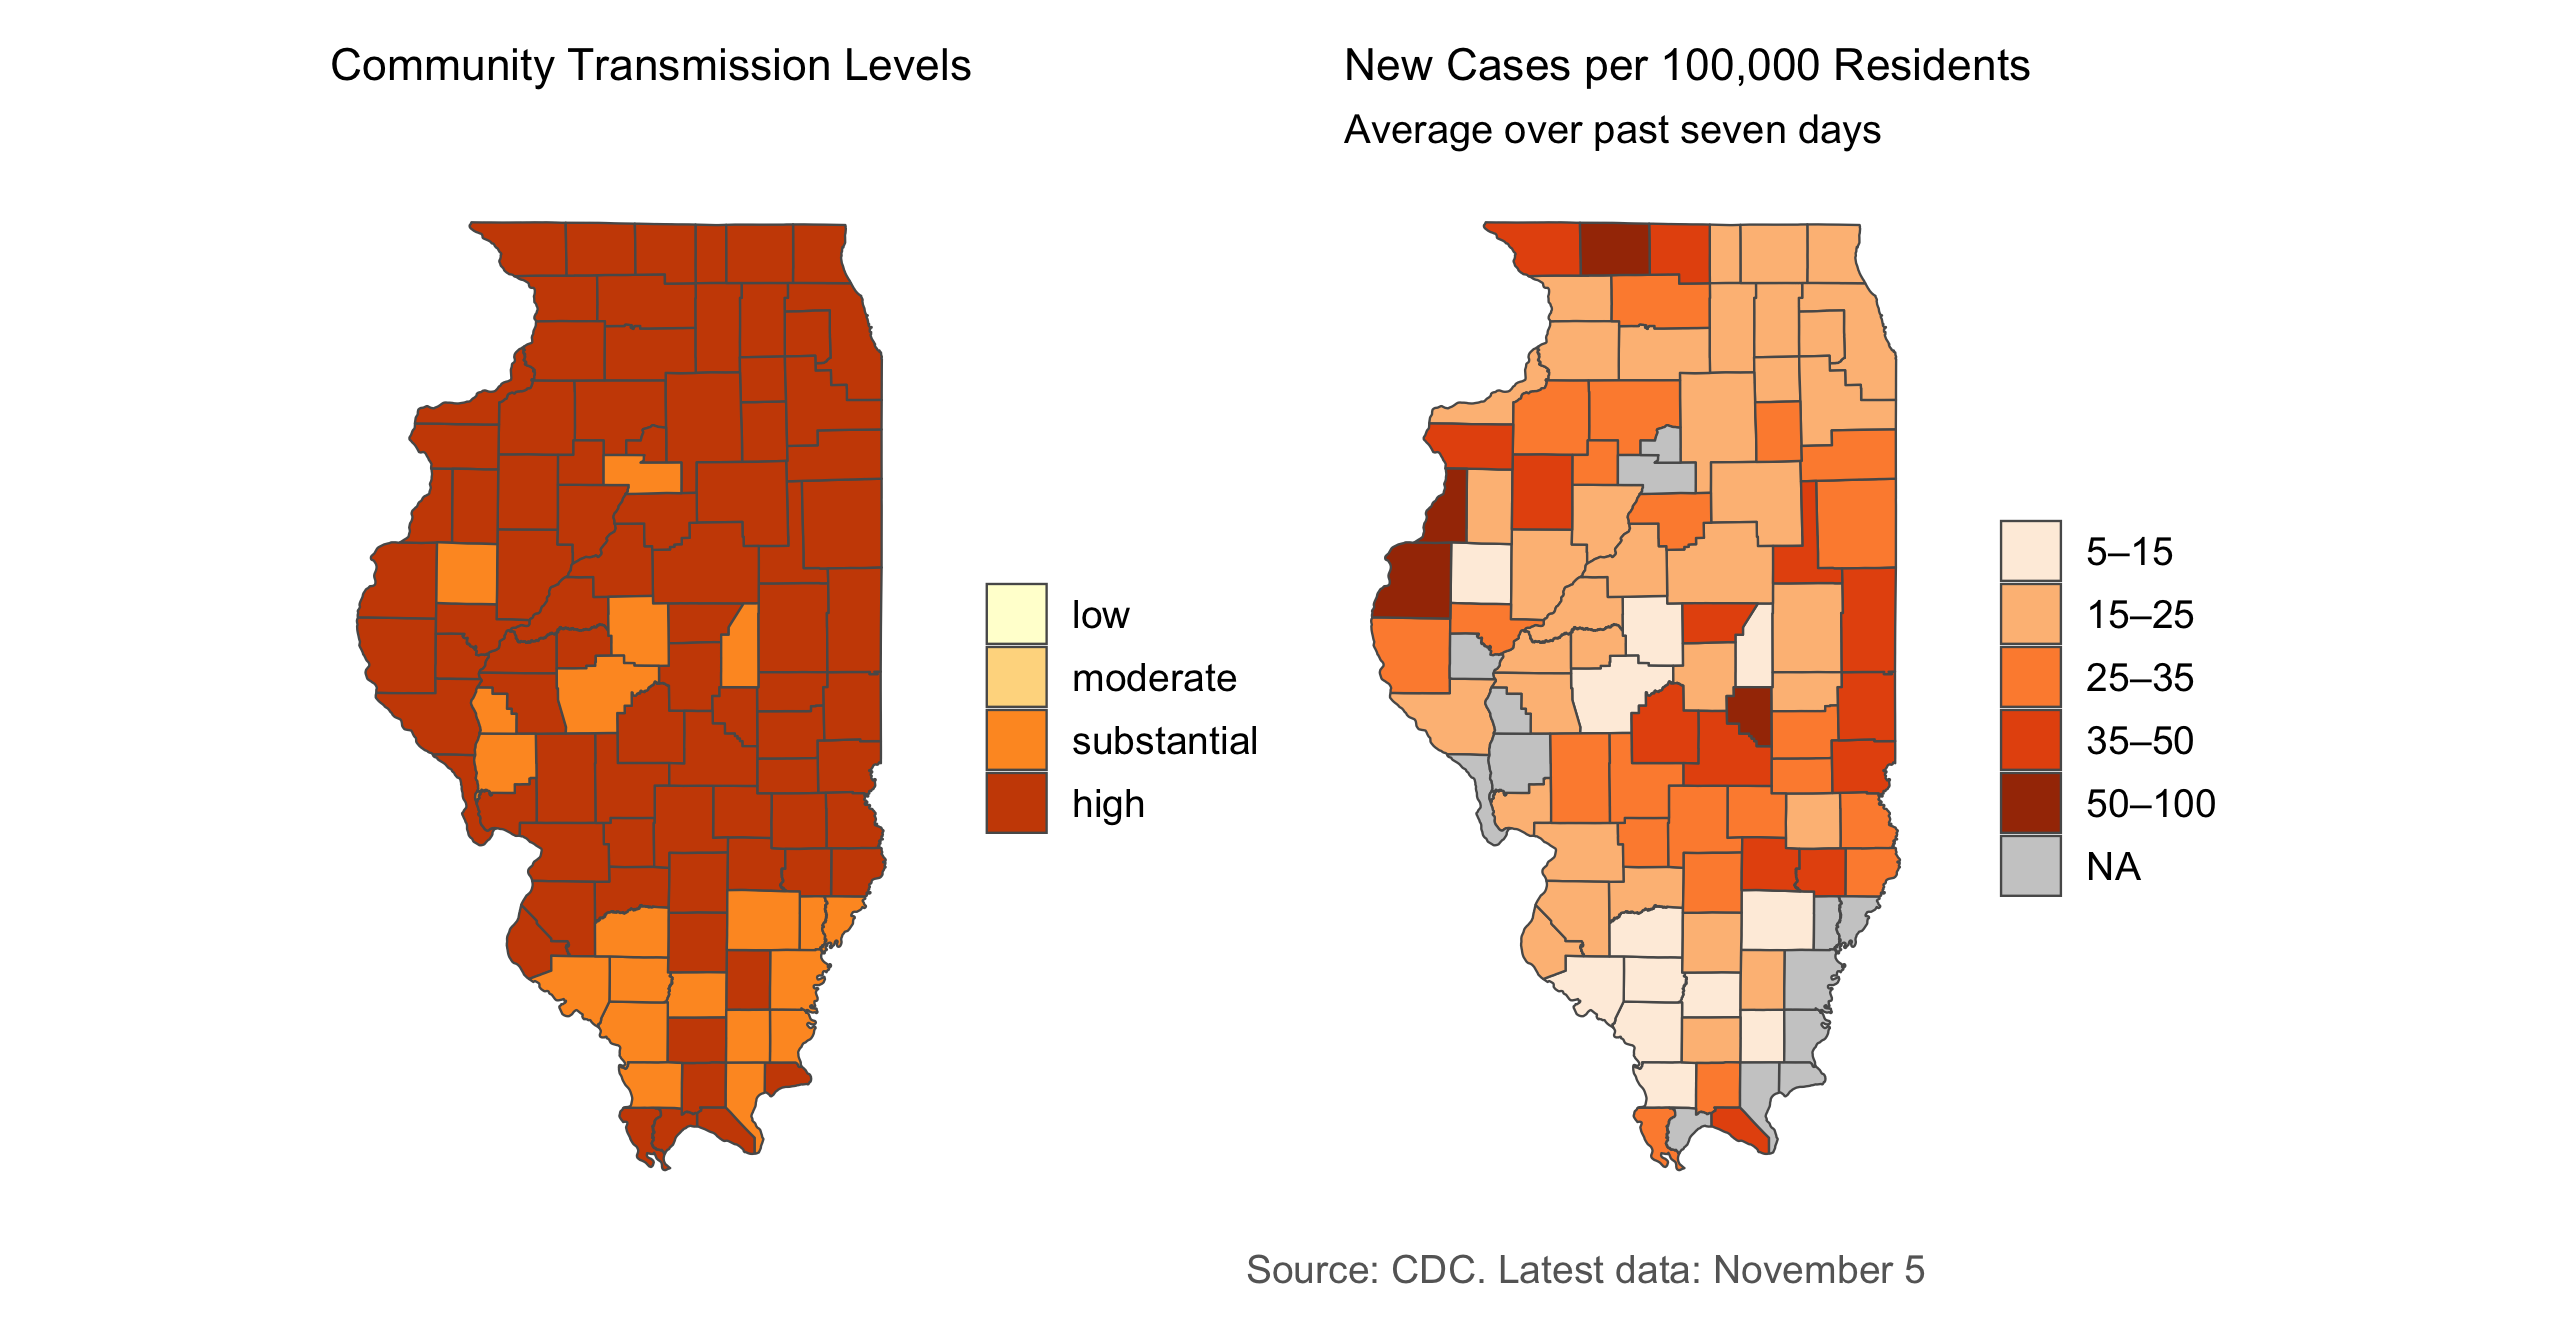 Community Transmission Levels
New Cases per 100,000 Residents
Average over past seven days
low
moderate
substantial
high
5–15
15–25
25–35
35–50
50–100
NA
Source: CDC. Latest data: November 5